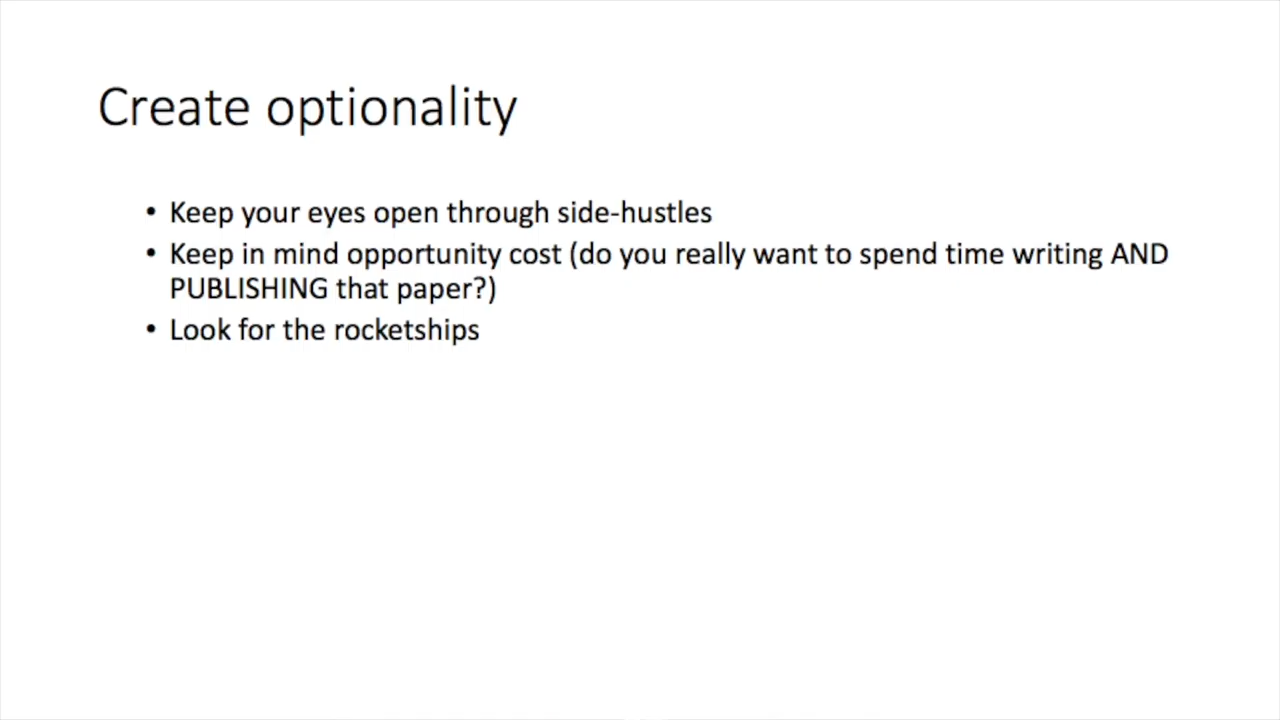 Create optionality
• Keep your eyes open through side-hustles
• Keep in mind opportunity cost (do you really want to spend time writing AND
PUBLISHING that paper?)
• Look for the rocketships